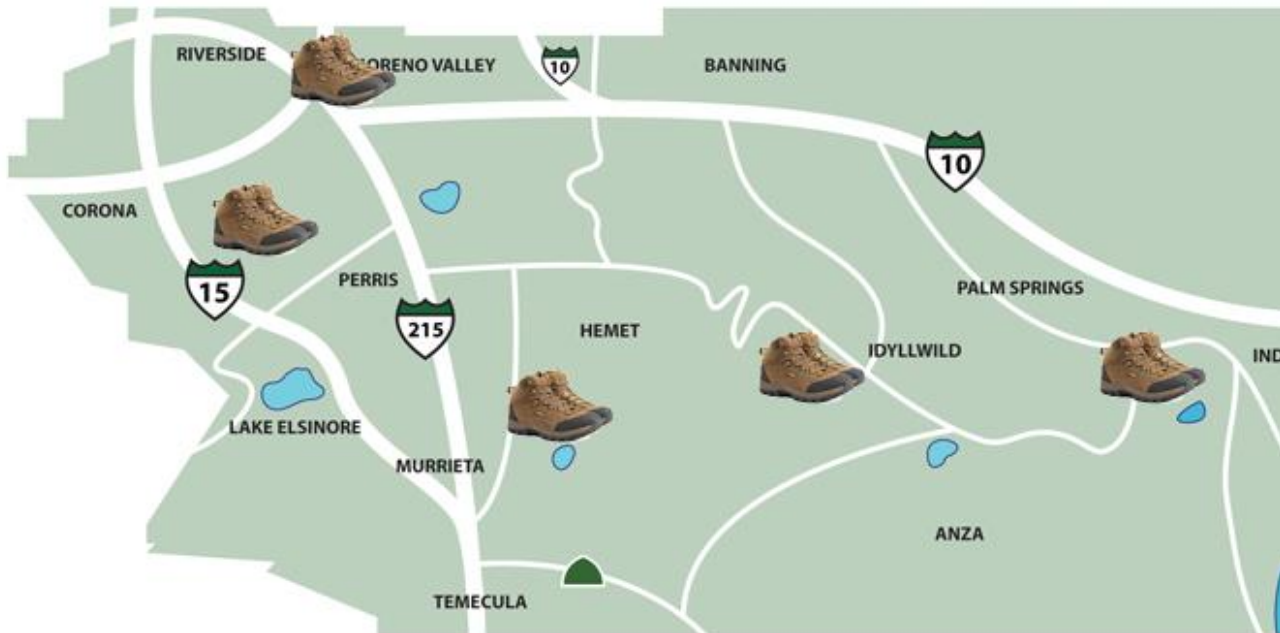 RIVERSIDE
ORENO VALLEY
10
BANNING
10
CORONA
15
PERRIS
215
PALM SPRINGS
HEMET
IDYLLWILD
IND
LAKE ELSINORE
MURRIETA
ANZA
TEMECULA